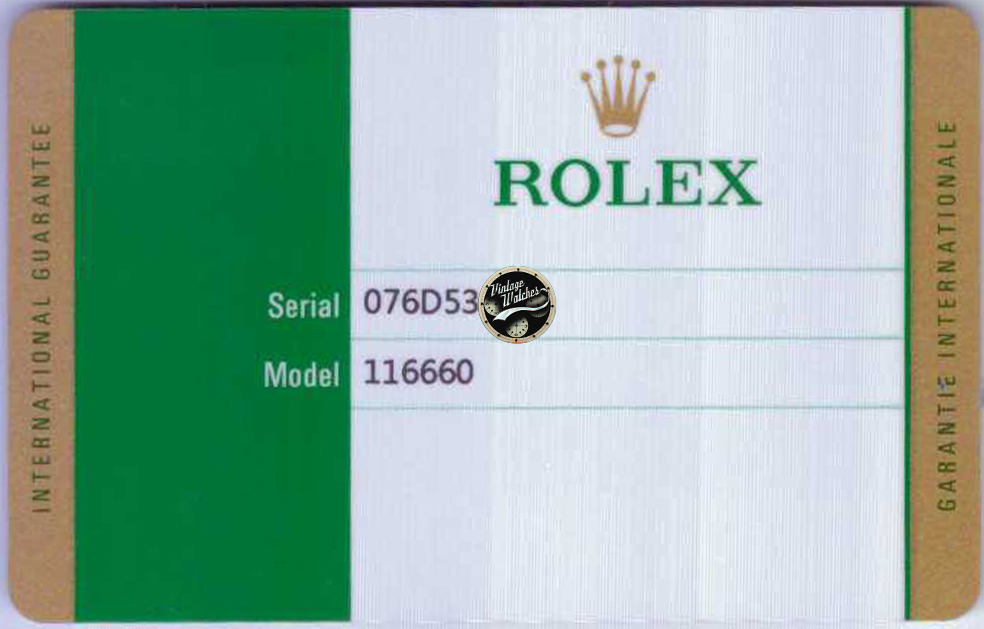 INTERNATIONAL GUARANTEE
ROLEX
Serial 076D53
Vintage
Watches
Model 116660
GARANTIE INTERNATIONALE